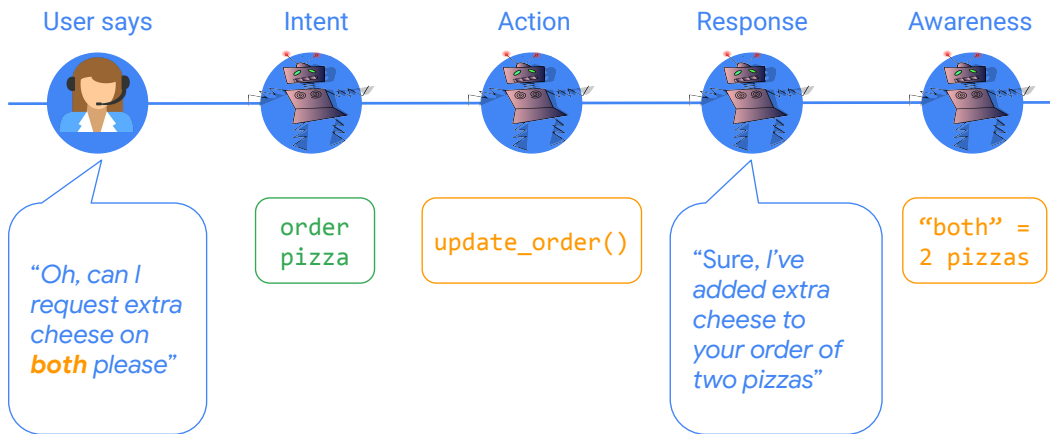 User says
Intent
Action
Response
Awareness
“Oh, can I
request extra
cheese on
both please”
order
pizza
update_order()
“Sure, I’ve
added extra
cheese to
your order of
two pizzas”
“both” =
2 pizzas